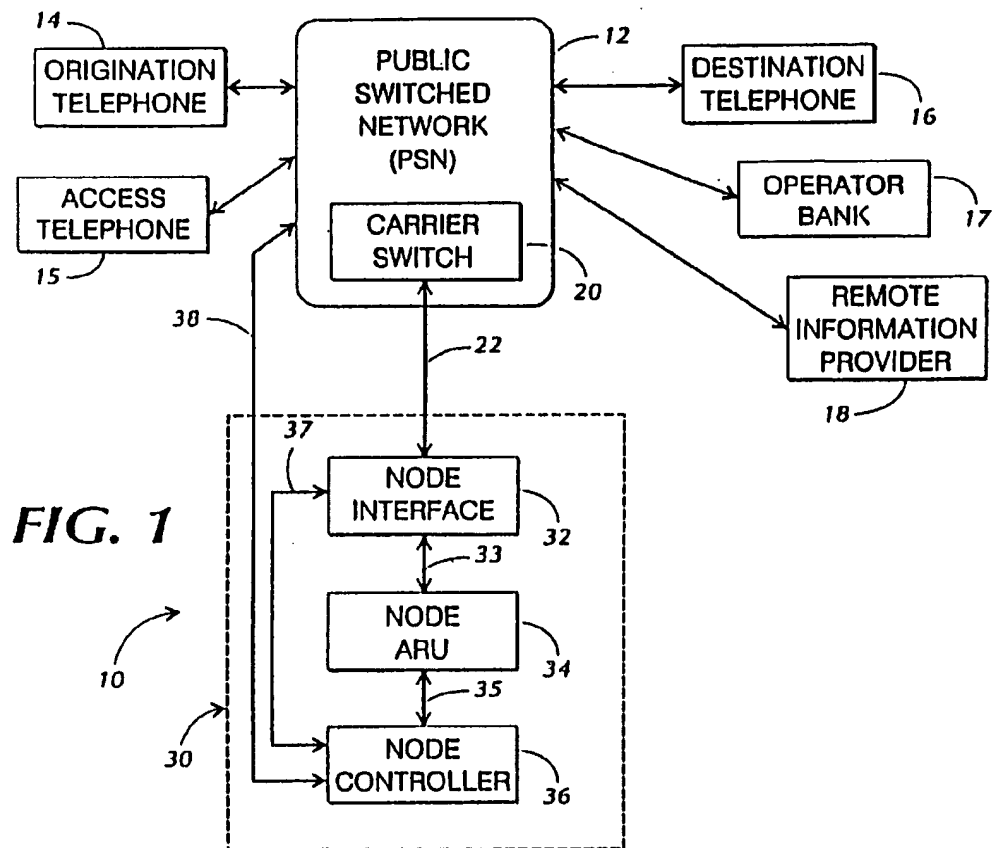 14
ORIGINATION
TELEPHONE
PUBLIC
SWITCHED
NETWORK
(PSN)
12
DESTINATION
TELEPHONE
16
ACCESS
TELEPHONE
15
CARRIER
SWITCH
20
OPERATOR
BANK
17
REMOTE
INFORMATION
PROVIDER
18
38
22
37
NODE
INTERFACE
32
FIG. 1
33
NODE
ARU
34
10
35
30
NODE
CONTROLLER
36